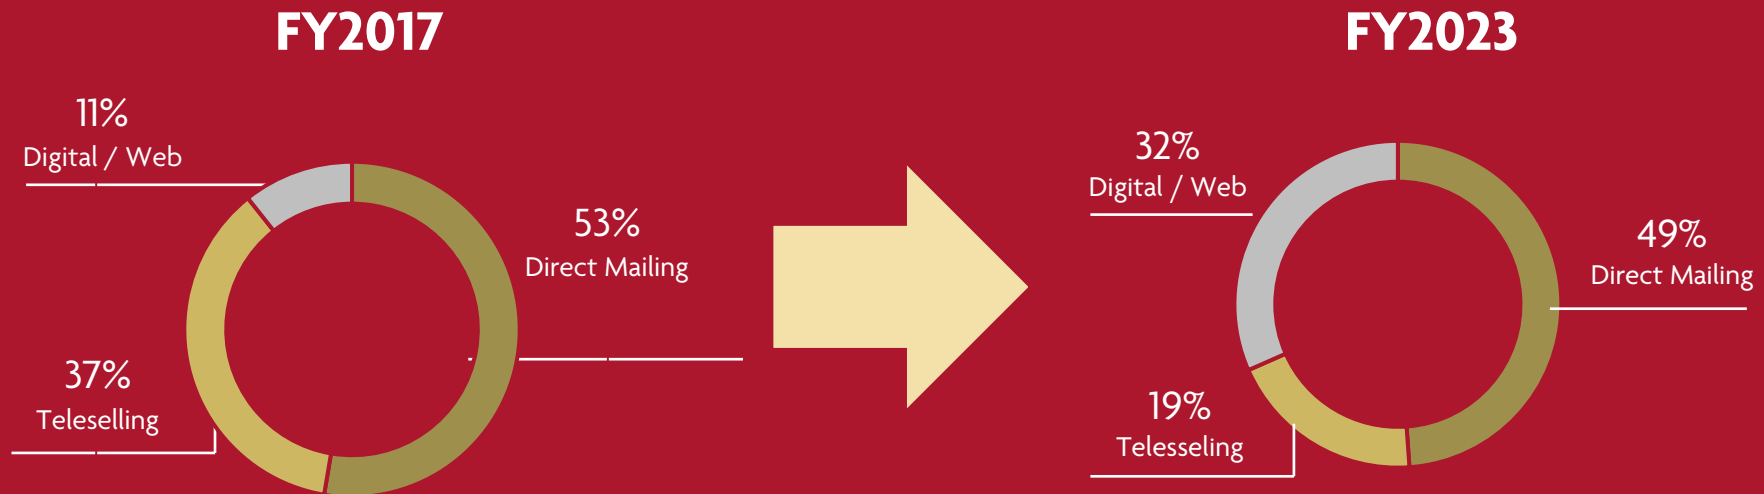 FY2017
11%
Digital / Web
53%
Direct Mailing
37%
Teleselling
FY2023
32%
Digital / Web
49%
Direct Mailing
19%
Telesseling